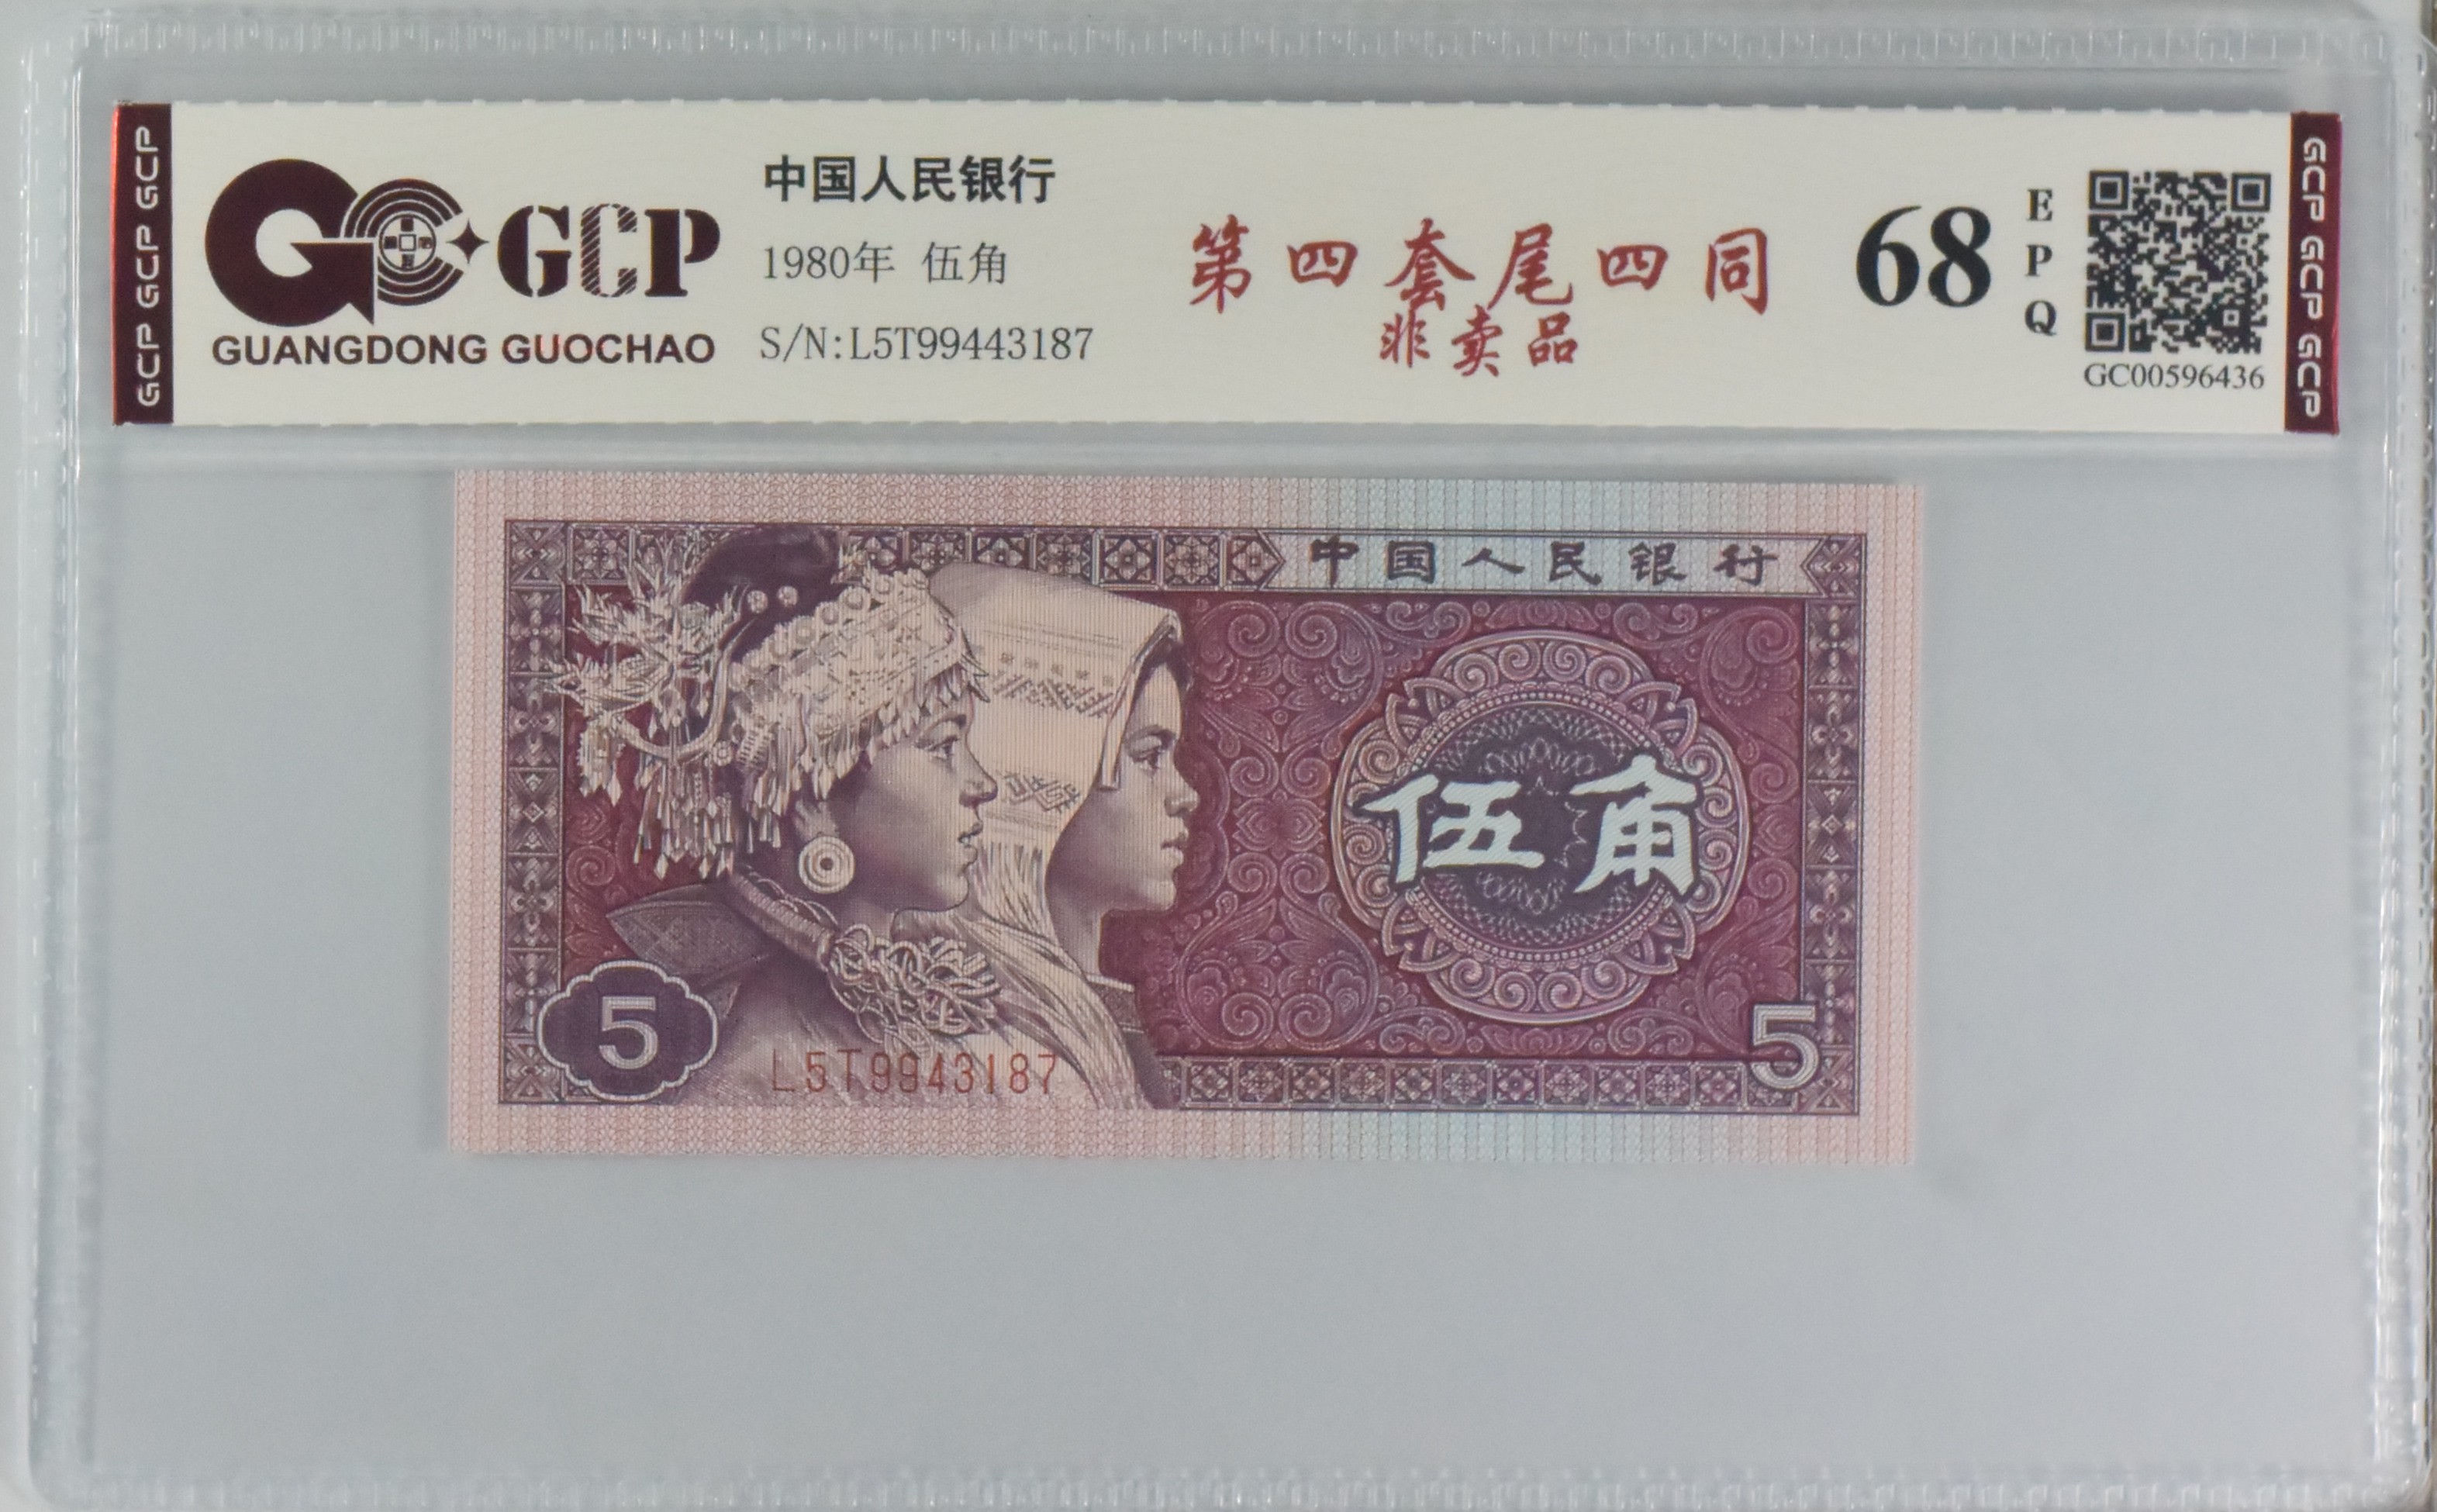 GCP GCP GCP
GCP
GUANGDONG GUOCHAO
中国人民银行
1980年 伍角
S/N:L5T99443187
第四套尾四同
非卖品
68
EPQ
GC00596436
GCP GCP GCP
中国人民银行
伍角
5
L5T9943187
5